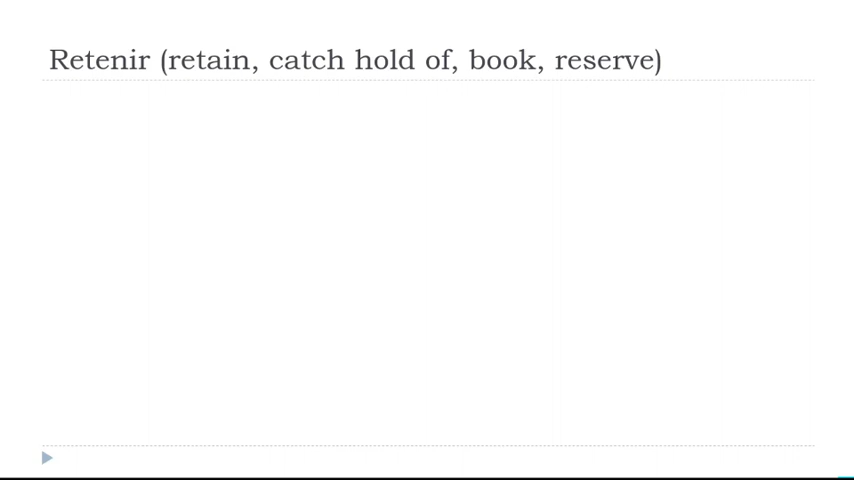 Retenir (retain, catch hold of, book, reserve)